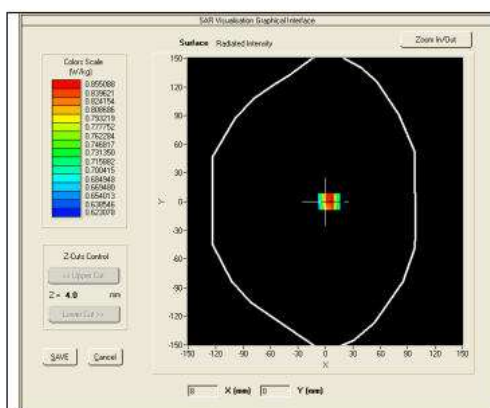 SAR Visualisation Graphical Interface
Surface Radiated Intensity
Zoom In/Out
Colors Scale
(W/kg)
0.855088
0.839621
0.824154
0.808686
0.793219
0.777752
0.762284
0.746817
0.731350
0.715882
0.700415
0.684948
0.669480
0.654013
0.638546
0.623078
150
120
90
60
30
0
-30
-60
-90
-120
-150
Y
-150 -120 -90 -60 -30 0 30 60 90 120 150
X
Z-Cuts Control
<< Upper Cut
Z = 4.0 mm
Lower Cut >>
SAVE Cancel
X (mm) 0 Y (mm)